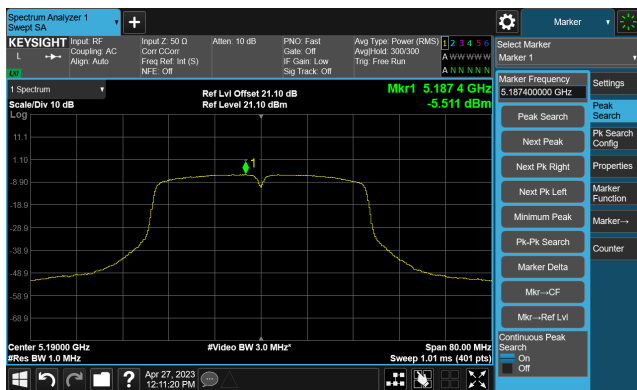 Spectrum Analyzer 1
Swept SA
Marker
KEYSIGHT
L
LXI
Input: RF
Coupling: AC
Align: Auto
Input Z: 50 Ω
Corr CCorr
Freq Ref: Int (S)
NFE: Off
Atten: 10 dB
PNO: Fast
Gate: Off
IF Gain: Low
Sig Track: Off
Avg Type: Power (RMS)
Avg|Hold: 300/300
Trig: Free Run
1 2 3 4 5 6
A W W W W W
A N N N N N
Select Marker
Marker 1
1 Spectrum
Scale/Div 10 dB
Log
Ref Lvl Offset 21.10 dB
Ref Level 21.10 dBm
Mkr1 5.187 4 GHz
-5.511 dBm
11.1
1.10
-8.90
-18.9
-28.9
-38.9
-48.9
-58.9
-68.9
1
Center 5.19000 GHz
#Res BW 1.0 MHz
#Video BW 3.0 MHz*
Span 80.00 MHz
Sweep 1.01 ms (401 pts)
Marker Frequency
5.187400000 GHz
Peak Search
Next Peak
Next Pk Right
Next Pk Left
Minimum Peak
Pk-Pk Search
Marker Delta
Mkr→CF
Mkr→Ref Lvl
Continuous Peak
Search
On
Off
Settings
Peak
Search
Pk Search
Config
Properties
Marker
Function
Marker→
Counter
?
Apr 27, 2023
12:11:20 PM